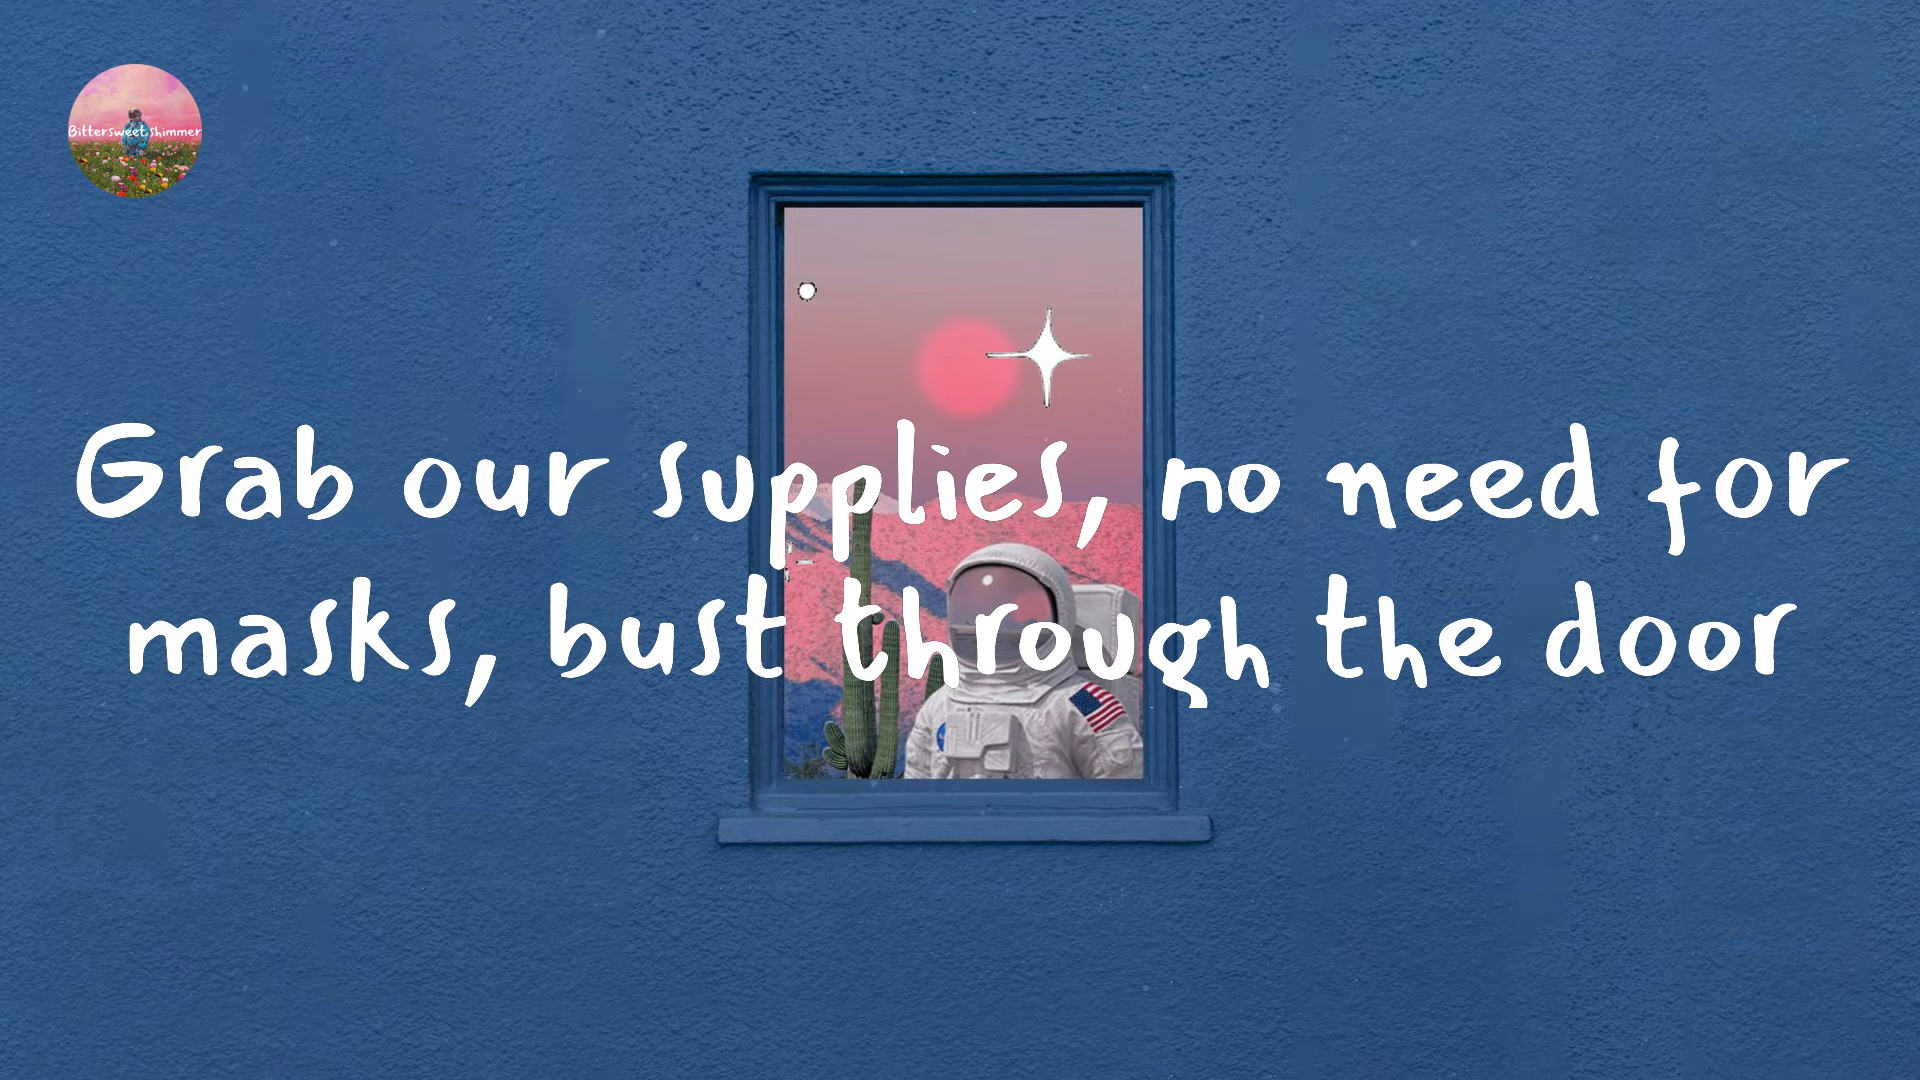 Bittersweet shimmer
Grab our supplies, no need for
masks, bust through the door